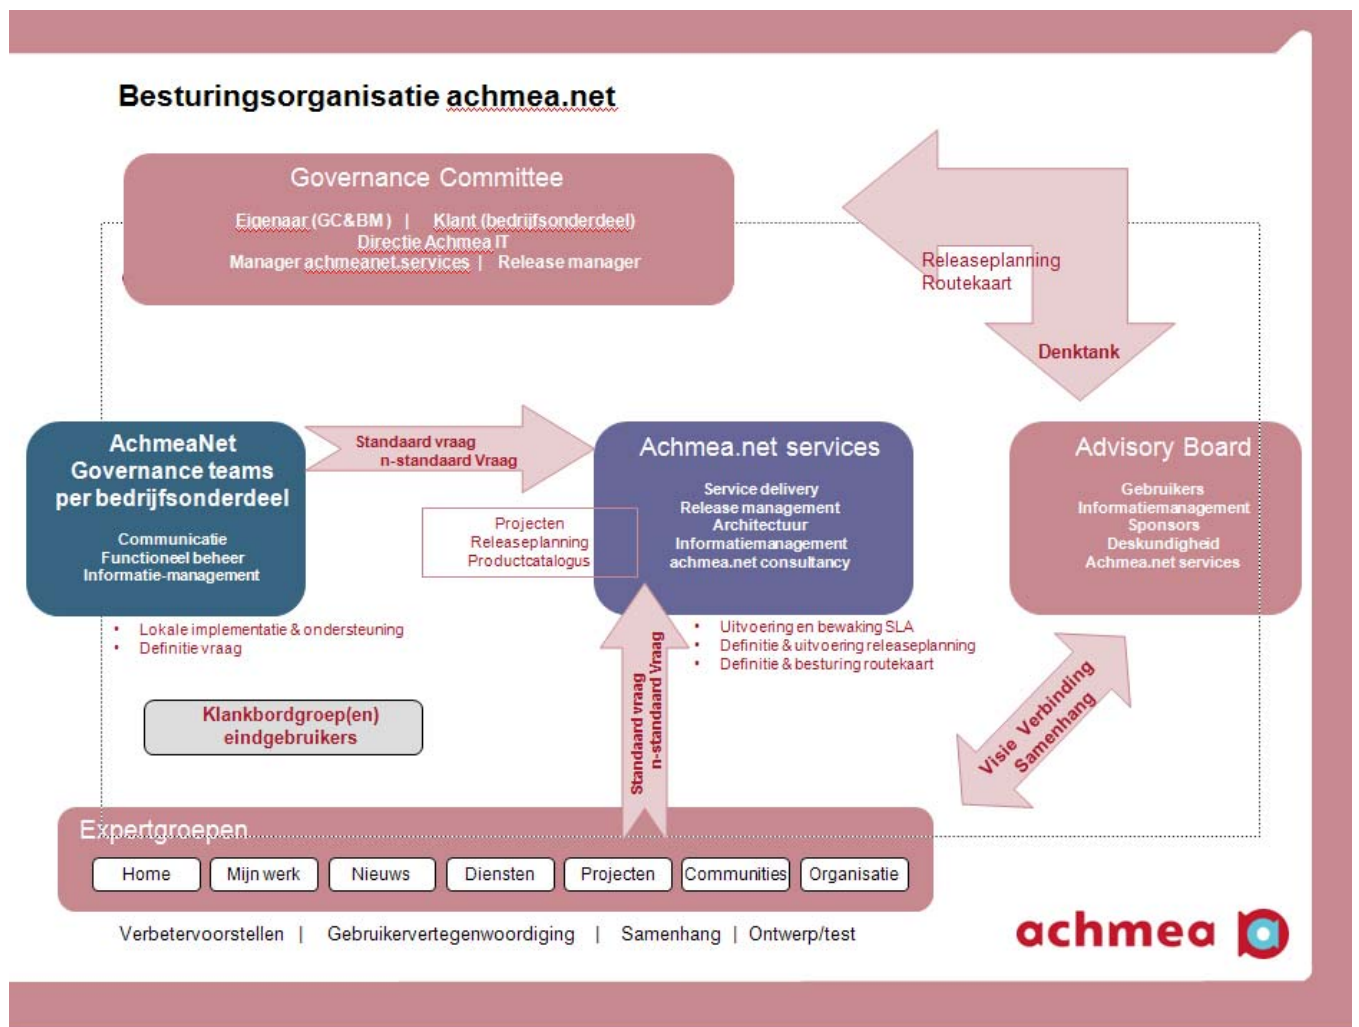 Besturingsorganisatie achmea.net
Governance Committee
Eigenaar (GC&BM ) | Klant (bedrijfsonderdeel)
Directie Achmea IT
Manager achmeanet.services | Release manager
Releaseplanning
Routekaart
Denktank
AchmeaNet
Governance teams
per bedrijfsonderdeel
Communicatie
Functioneel beheer
Informatie-management
Standaard vraag
n-standaard Vraag
Achmea.net services
Service delivery
Release management
Architectuur
Informatiemanagement
achmea.net consultancy
Projecten
Releaseplanning
Productcatalogus
Advisory Board
Gebruikers
Informatiemanagement
Sponsors
Deskundigheid
Achmea.net services
• Lokale implementatie & ondersteuning
• Definitie vraag
• Uitvoering en bewaking SLA
• Definitie & uitvoering releaseplanning
• Definitie & besturing routekaart
Klankbordgroep(en)
eindgebruikers
Standaard vraag
n-standaard Vraag
Visie Verbinding
Samenhang
Expertgroepen
Home
Mijn werk
Nieuws
Diensten
Projecten
Communities
Organisatie
Verbetervoorstellen | Gebruikervertegenwoordiging | Samenhang | Ontwerp/test
achmea